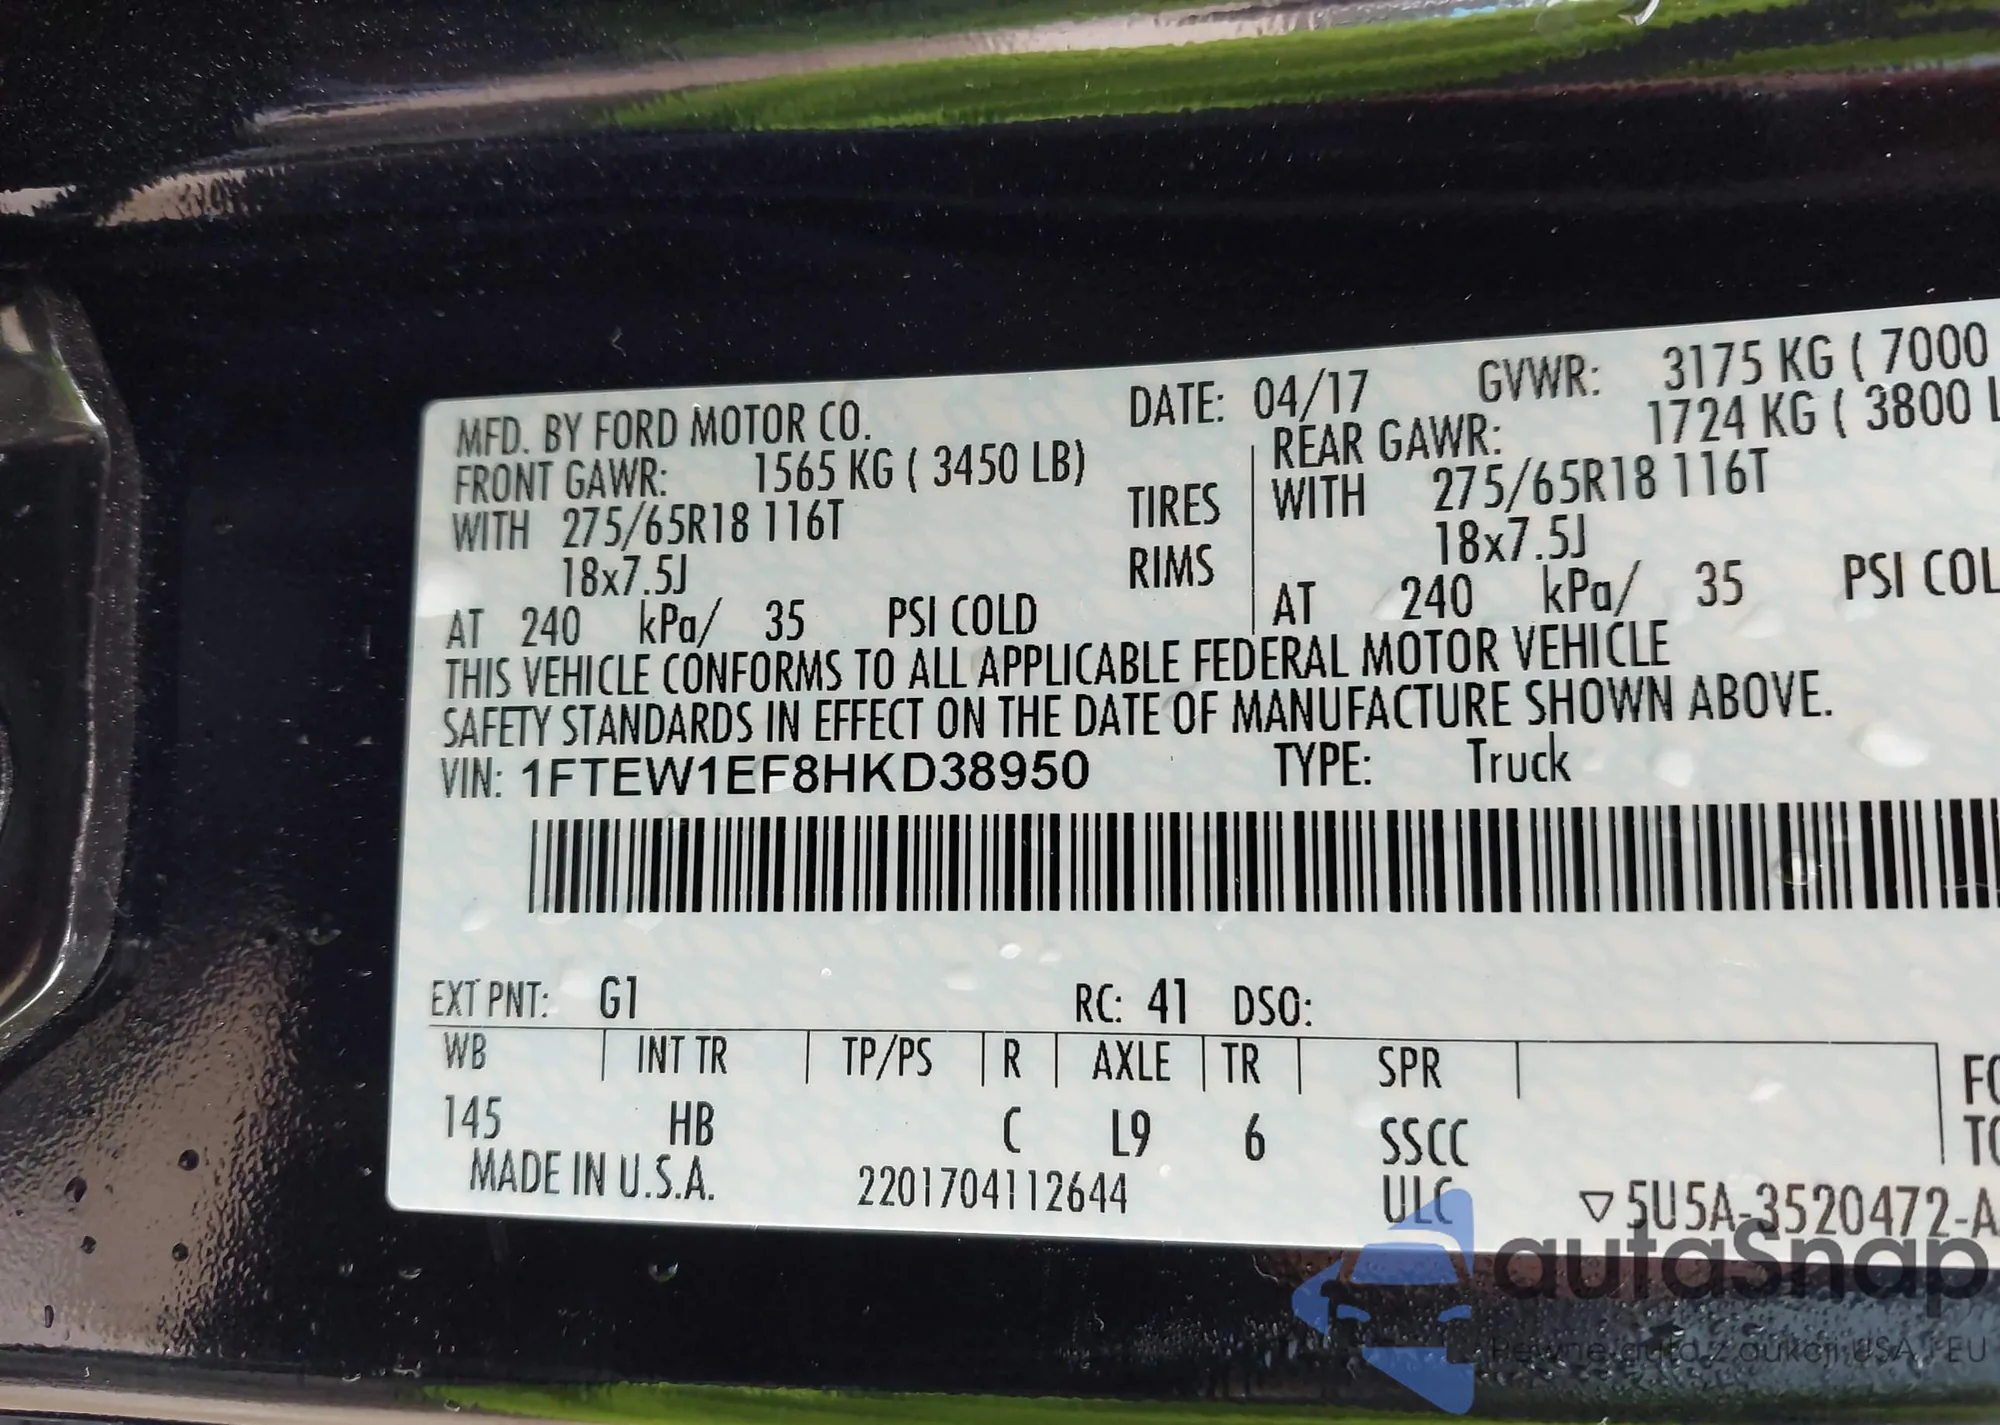 MFD. BY FORD MOTOR CO. DATE: 04/17 GVWR: 3175 KG ( 7000
FRONT GAWR: 1565 KG ( 3450 LB) REAR GAWR: 1724 KG ( 3800 L
WITH 275/65R18 116T TIRES WITH 275/65R18 116T
18x7.5J RIMS 18x7.5J
AT 240 kPa/ 35 PSI COLD AT 240 kPa/ 35 PSI COL
THIS VEHICLE CONFORMS TO ALL APPLICABLE FEDERAL MOTOR VEHICLE
SAFETY STANDARDS IN EFFECT ON THE DATE OF MANUFACTURE SHOWN ABOVE.
VIN: 1FTEW1EF8HKD38950 TYPE: Truck
EXT PNT: G1 RC: 41 DSO:
WB INT TR TP/PS R AXLE TR SPR
145 HB C L9 6 SSCC
MADE IN U.S.A. 2201704112644 ULC ▽5U5A-3520472-A
autaSnap
Pewne auta z aukcji USA i EU